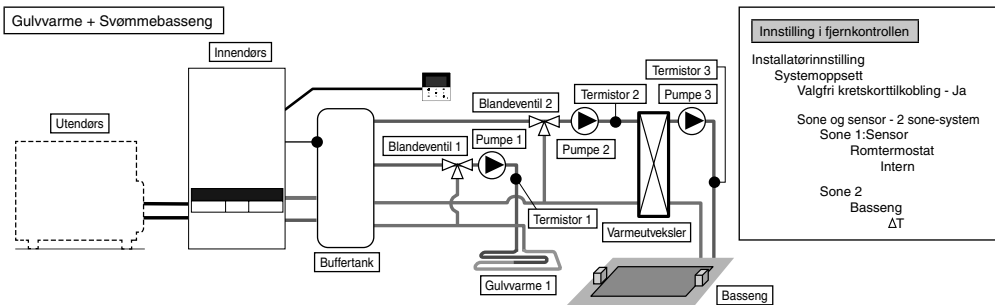 Gulvvarme + Svømmebasseng
Innendørs
Utendørs
Buffertank
Blandeventil 1
Pumpe 1
Blandeventil 2
Pumpe 2
Termistor 2
Termistor 3
Pumpe 3
Termistor 1
Gulvvarme 1
Varmeutveksler
Basseng
Innstilling i fjernkontrollen
Installatørinnstilling
Systemoppsett
Valgfri kretskorttilkobling - Ja
Sone og sensor - 2 sone-system
Sone 1:Sensor
Romtermostat
Intern
Sone 2
Basseng
ΔT